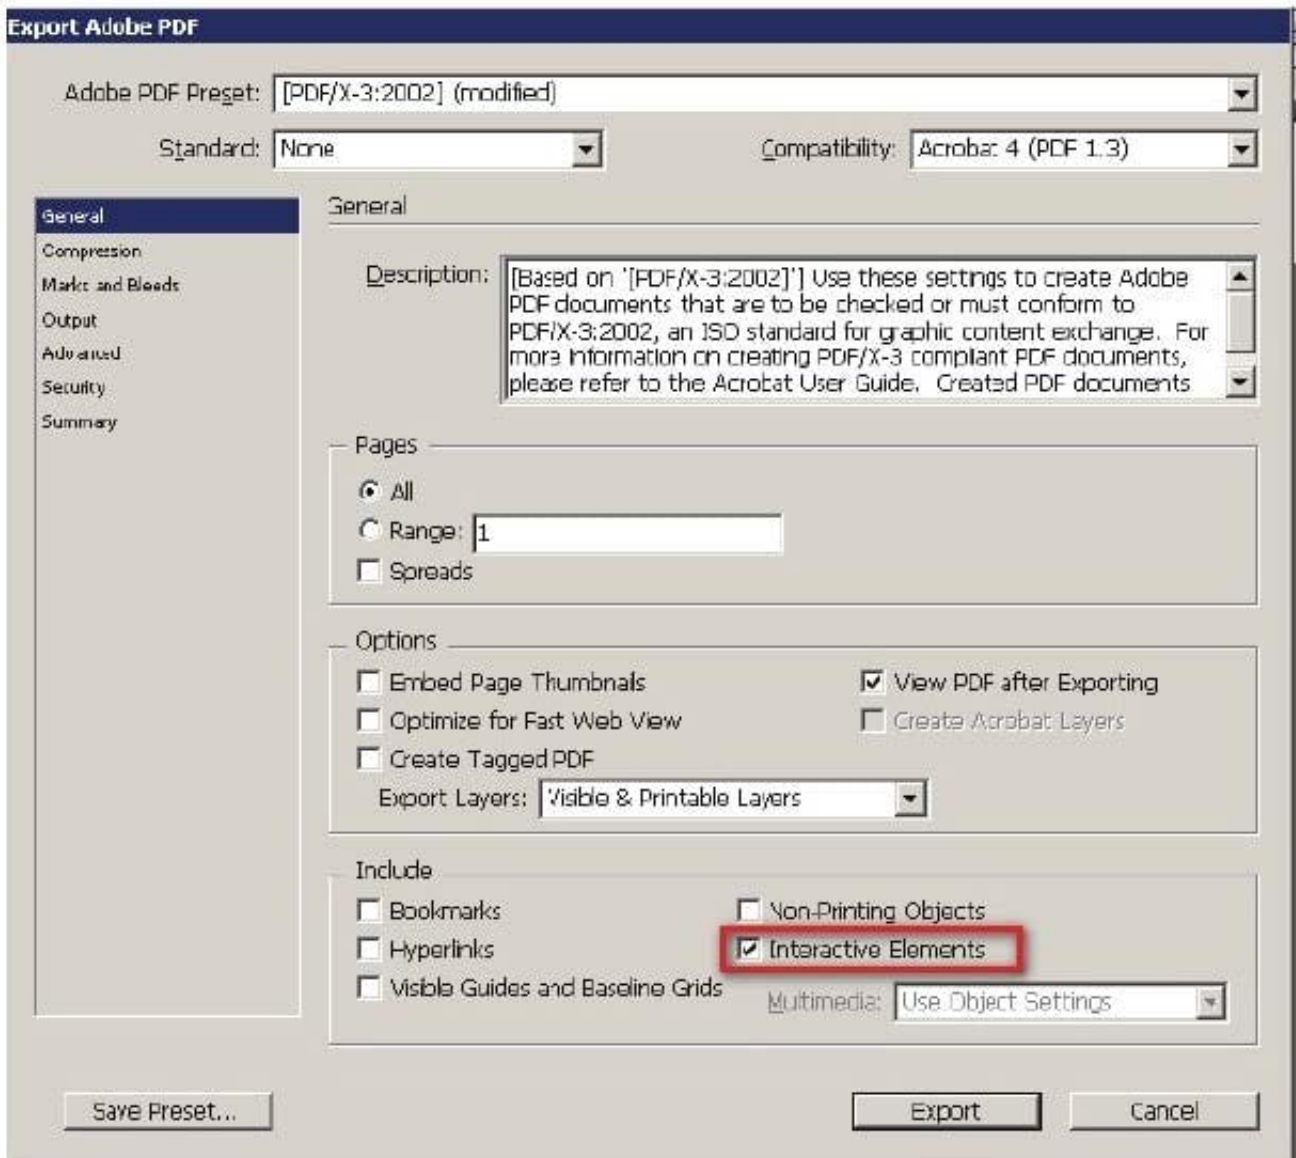 Export Adobe PDF
Adobe PDF Preset: [PDF/X-3:2002] (modified)
Standard: None Compatibility: Acrobat 4 (PDF 1.3)
General
Compression
Marks and Bleeds
Output
Advanced
Security
Summary
General
Description: [Based on '[PDF/X-3:2002]'] Use these settings to create Adobe
PDF documents that are to be checked or must conform to
PDF/X-3:2002, an ISO standard for graphic content exchange. For
more information on creating PDF/X-3 compliant PDF documents,
please refer to the Acrobat User Guide. Created PDF documents
Pages
All
Range: 1
Spreads
Options
Embed Page Thumbnails View PDF after Exporting
Optimize for Fast Web View Create Acrobat Layers
Create Tagged PDF
Export Layers: Visible & Printable Layers
Include
Bookmarks Non-Printing Objects
Hyperlinks Interactive Elements
Visible Guides and Baseline Grids Multimedia: Use Object Settings
Save Preset... Export Cancel